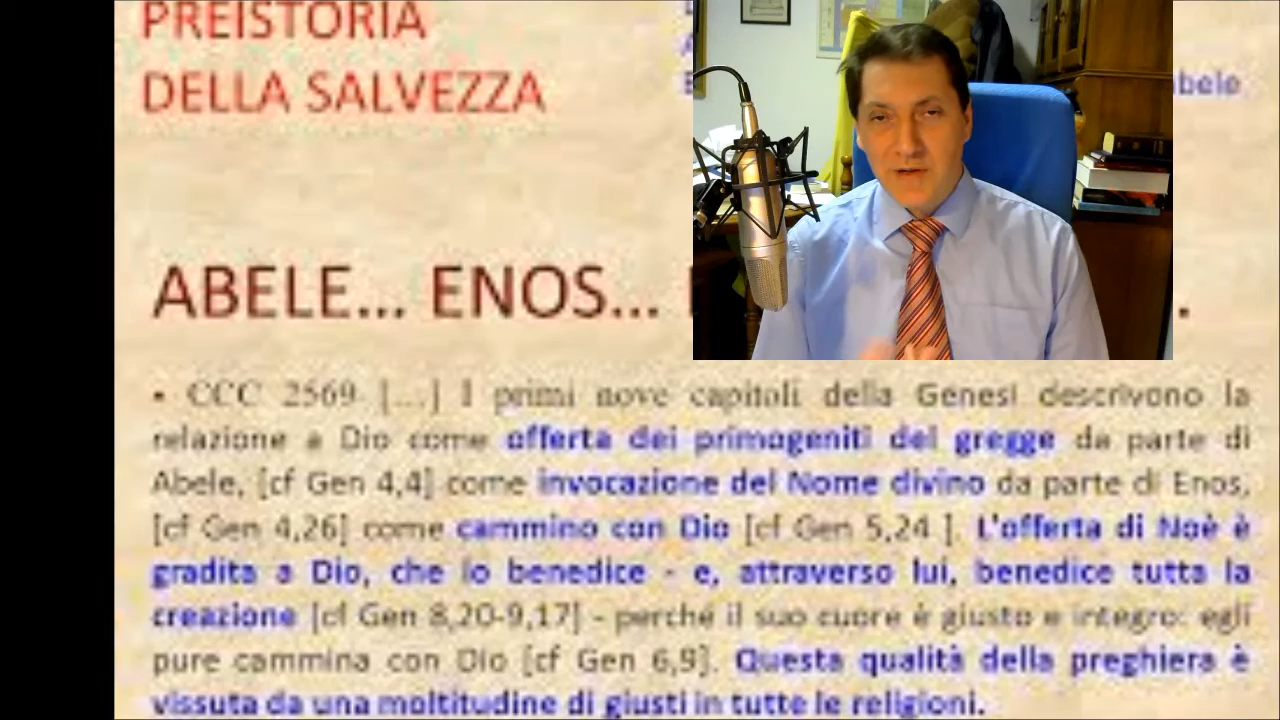 PREISTORIA
DELLA SALVEZZA
abele
ABELE... ENOS... .
• CCC 2569 [...] I primi nove capitoli della Genesi descrivono la
relazione a Dio come offerta dei primogeniti del gregge da parte di
Abele, [cf Gen 4,4] come invocazione del Nome divino da parte di Enos,
[cf Gen 4,26] come cammino con Dio [cf Gen 5,24 ]. L'offerta di Noè è
gradita a Dio, che lo benedice - e, attraverso lui, benedice tutta la
creazione [cf Gen 8,20-9,17] - perché il suo cuore è giusto e integro: egli
pure cammina con Dio [cf Gen 6,9]. Questa qualità della preghiera è
vissuta da una moltitudine di giusti in tutte le religioni.